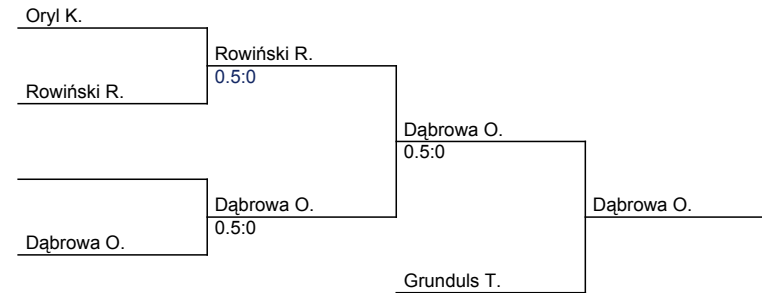 Oryl K.
Rowiński R.
0.5:0
Rowiński R.
Dąbrowa O.
0.5:0
Dąbrowa O.
0.5:0
Dąbrowa O.
Dąbrowa O.
Grunduls T.